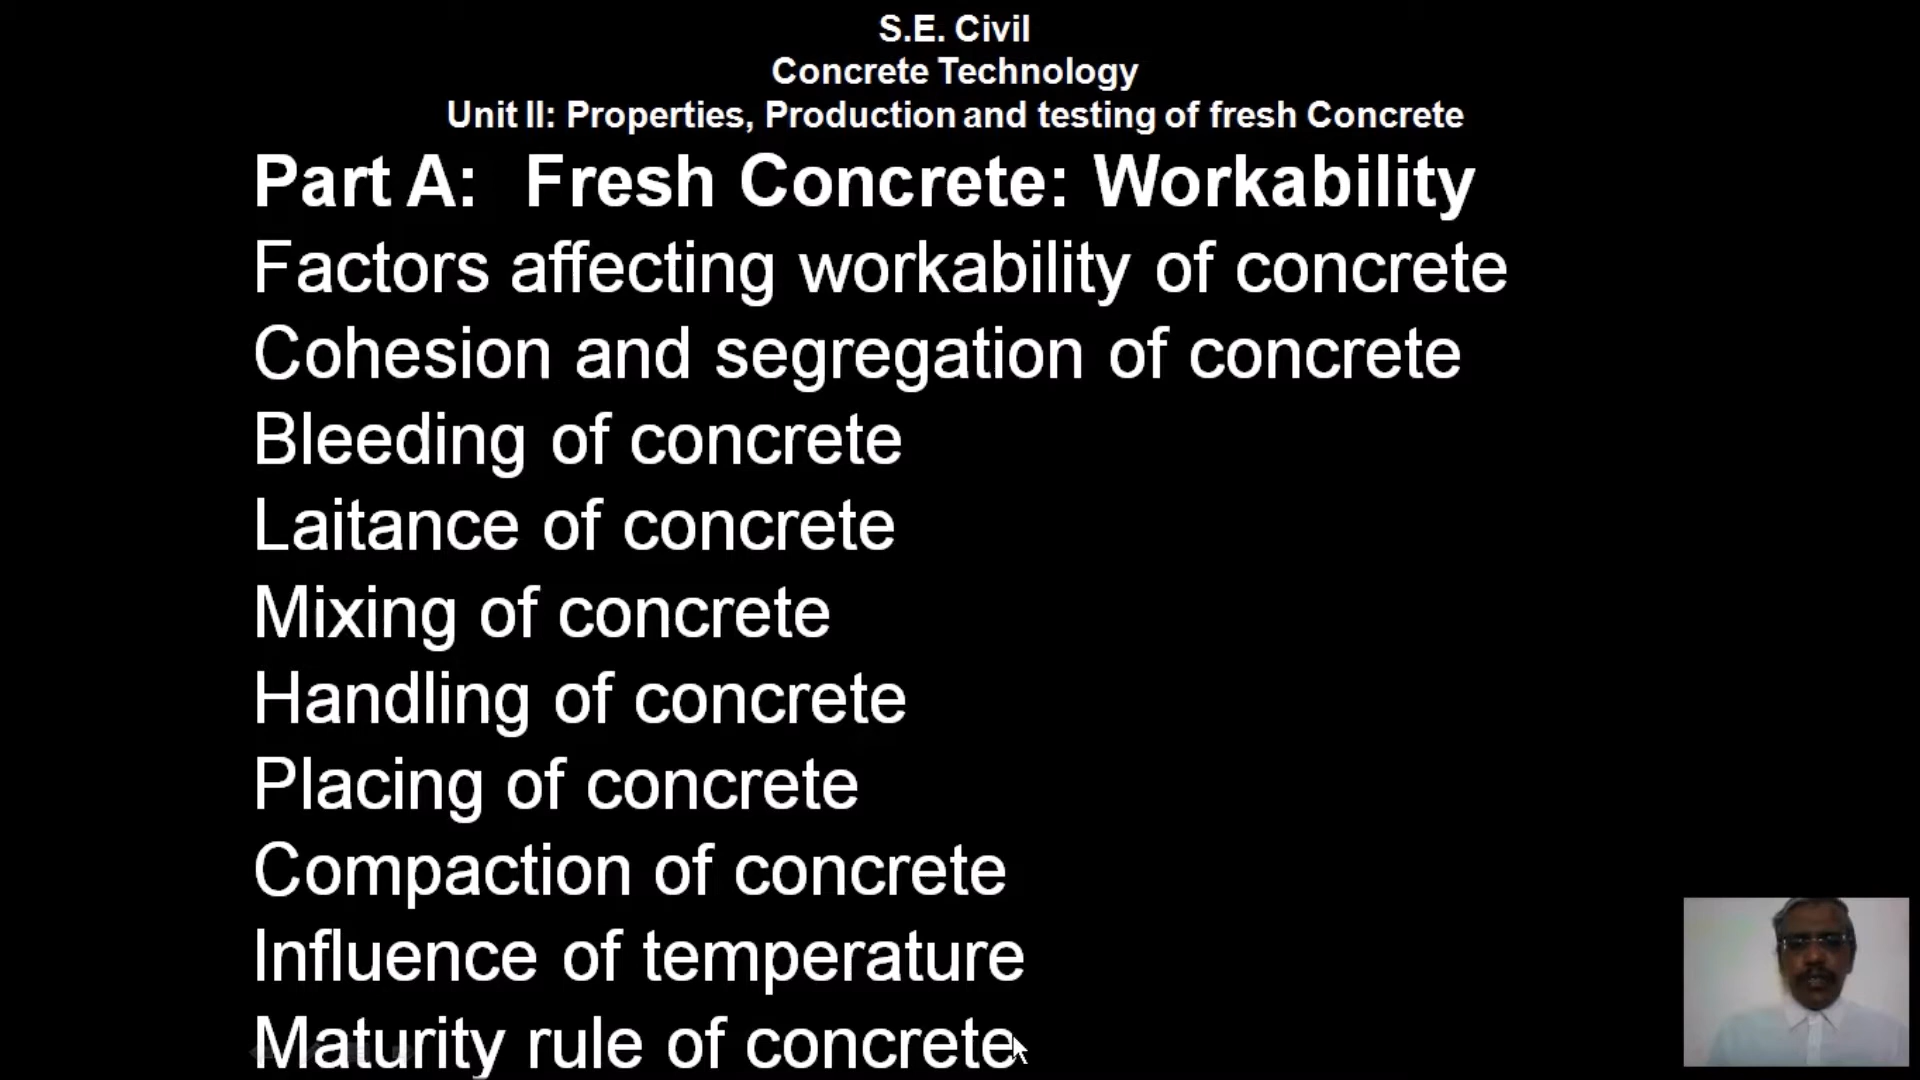 S.E. Civil
Concrete Technology
Unit II: Properties, Production and testing of fresh Concrete
Part A: Fresh Concrete: Workability
Factors affecting workability of concrete
Cohesion and segregation of concrete
Bleeding of concrete
Laitance of concrete
Mixing of concrete
Handling of concrete
Placing of concrete
Compaction of concrete
Influence of temperature
Maturity rule of concrete